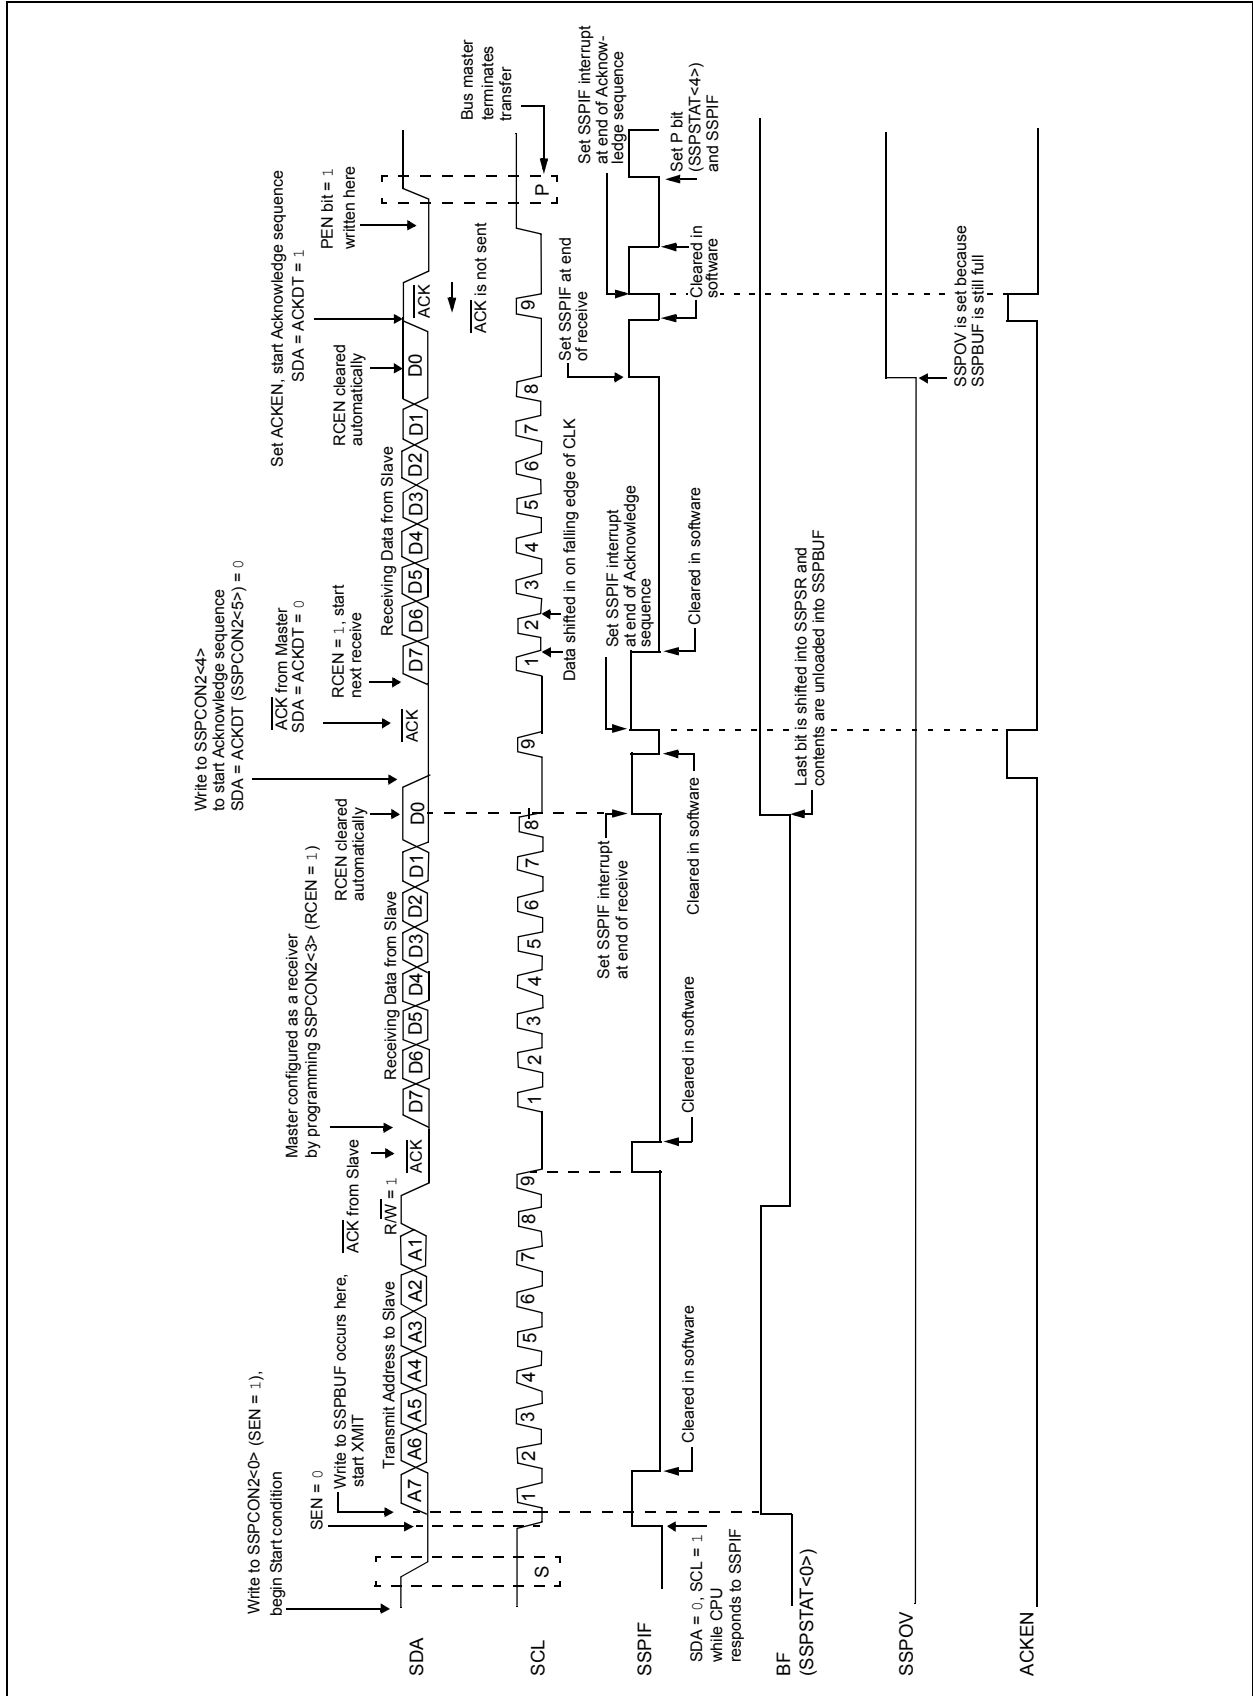 Write to SSPCON2<0> (SEN = 1),
begin Start condition
SEN = 0
Write to SSPBUF occurs here,
start XMIT
Transmit Address to Slave
R/W = 1
ACK from Slave
Master configured as a receiver
by programming SSPCON2<3> (RCEN = 1)
Receiving Data from Slave
RCEN cleared
automatically
Write to SSPCON2<4>
to start Acknowledge sequence
SDA = ACKDT (SSPCON2<5>) = 0
ACK from Master
SDA = ACKDT = 0
RCEN = 1, start
next receive
Receiving Data from Slave
RCEN cleared
automatically
Set ACKEN, start Acknowledge sequence
SDA = ACKDT = 1
PEN bit = 1
written here
SDA
A7 A6 A5 A4 A3 A2 A1 ACK D7 D6 D5 D4 D3 D2 D1 D0 ACK D7 D6 D5 D4 D3 D2 D1 D0 ACK
ACK is not sent
Bus master
terminates
transfer
SCL
S 1 2 3 4 5 6 7 8 9 1 2 3 4 5 6 7 8 9 1 2 3 4 5 6 7 8 9 P
Data shifted in on falling edge of CLK
Set SSPIF interrupt
at end of receive
Set SSPIF interrupt
at end of Acknowledge
sequence
Set SSPIF at end
of receive
Set SSPIF interrupt
at end of Acknow-
ledge sequence
SSPIF
SDA = 0, SCL = 1
while CPU
responds to SSPIF
Cleared in software
Cleared in software
Cleared in software
Cleared in software
Cleared in
software
Set P bit
(SSPSTAT<4>)
and SSPIF
BF
(SSPSTAT<0>)
Last bit is shifted into SSPSR and
contents are unloaded into SSPBUF
SSPOV
SSPOV is set because
SSPBUF is still full
ACKEN